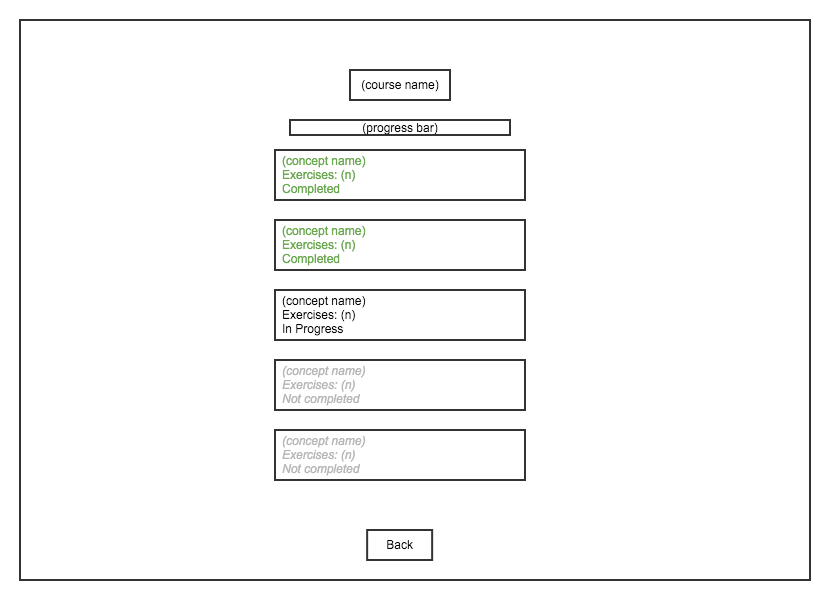 (course name)
(progress bar)
(concept name)
Exercises: (n)
Completed
(concept name)
Exercises: (n)
Completed
(concept name)
Exercises: (n)
In Progress
(concept name)
Exercises: (n)
Not completed
(concept name)
Exercises: (n)
Not completed
Back